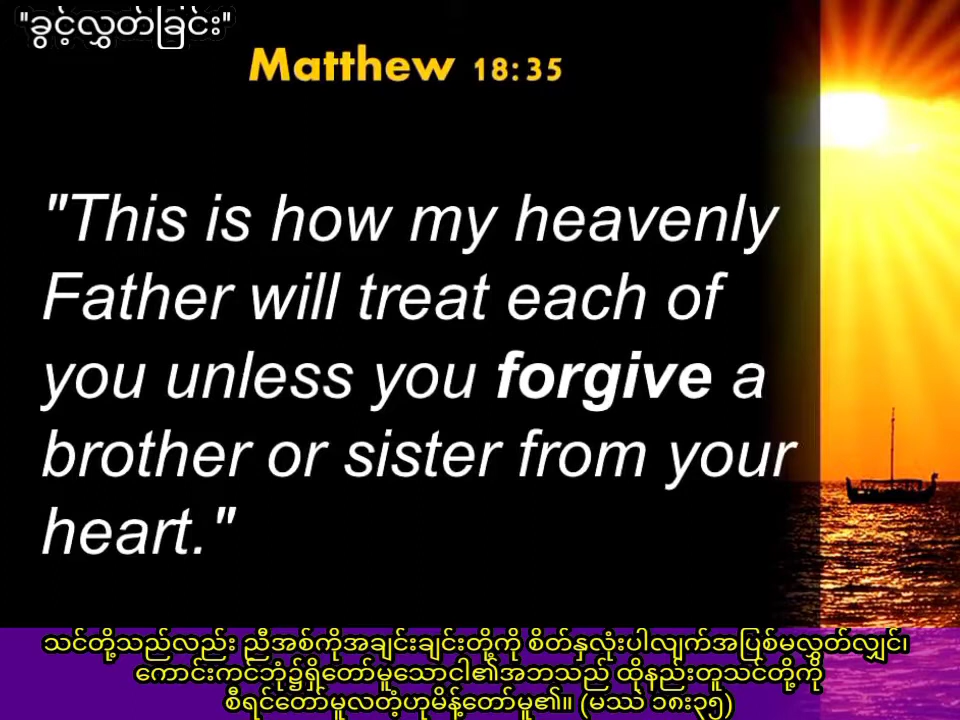 "ခွင့်လွှတ်ခြင်း"
Matthew 18:35
"This is how my heavenly
Father will treat each of
you unless you forgive a
brother or sister from your
heart."
သင်တို့သည်လည်း ညီအစ်ကိုအချင်းချင်းတို့ကို စိတ်နှလုံးပါလျက်အပြစ်မလွှတ်လျှင်၊
ကောင်းကင်ဘုံ၌ရှိတော်မူသောငါ၏အဘသည် ထိုနည်းတူသင်တို့ကို
စီရင်တော်မူလတံ့ဟုမိန့်တော်မူ၏။ (မဿဲ ၁၈း၃၅)